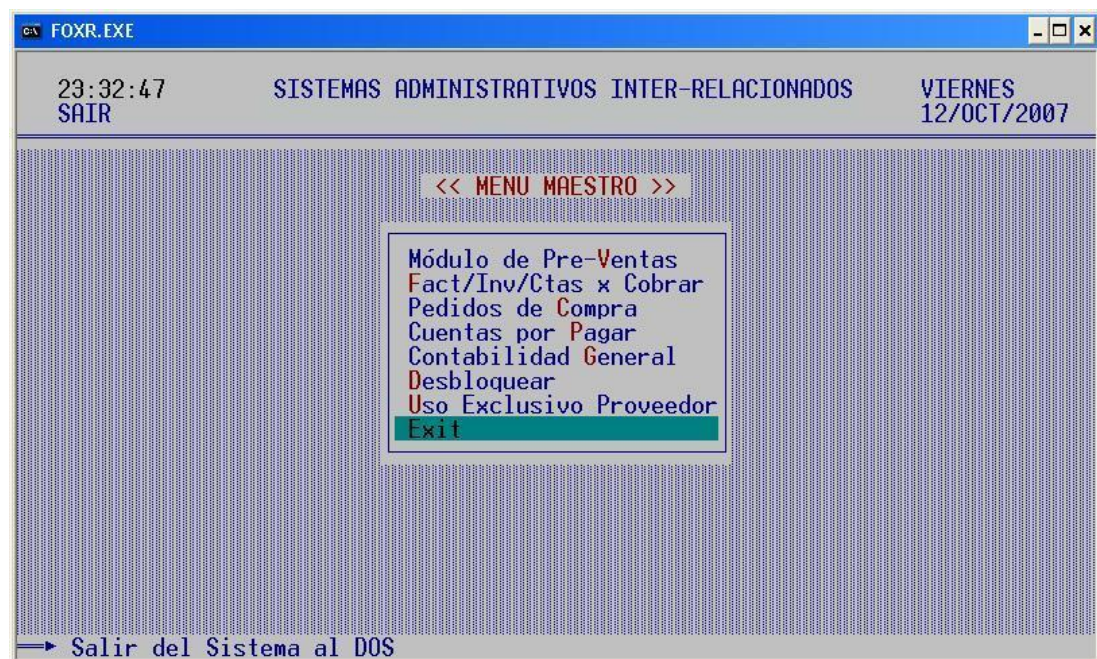 FOXR.EXE
23:32:47 SISTEMAS ADMINISTRATIVOS INTER-RELACIONADOS VIERNES
SAIR 12/OCT/2007
<< MENU MAESTRO >>
Módulo de Pre-Ventas
Fact/Inv/Ctas x Cobrar
Pedidos de Compra
Cuentas por Pagar
Contabilidad General
Desbloquear
Uso Exclusivo Proveedor
Exit
Salir del Sistema al DOS